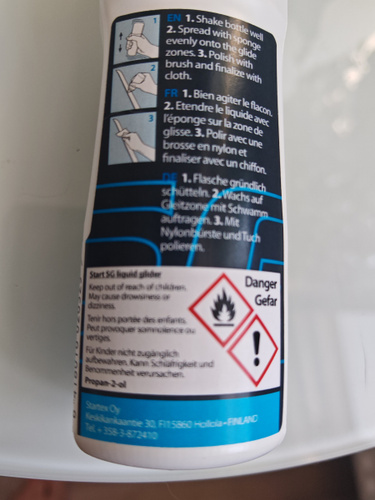 1
2
3
EN 1. Shake bottle well
2. Spread with sponge
evenly onto the glide
zones. 3. Polish with
brush and finalize with
cloth.
FR 1. Bien agiter le flacon.
2. Etendre le liquide avec
l'éponge sur la zone de
glisse. 3. Polir avec une
brosse en nylon et
finaliser avec un chiffon.
DE 1. Flasche gründlich
schütteln. 2. Wachs auf
Gleitzone mit Schwamm
auftragen. 3. Mit
Nylonbürste und Tuch
polieren.
Start SG liquid glider
Keep out of reach of children.
May cause drowsiness or
dizziness.
Tenir hors portée des enfants.
Peut provoquer somnolence ou
vertiges.
Für Kinder nicht zugänglich
aufbewahren. Kann Schläfrigkeit und
Benommenheit verursachen.
Propan-2-ol
Danger
Gefar
Startex Oy
Keskikankaantie 30, FI15860 Hollola-FINLAND
Tel, + 358-3-872410